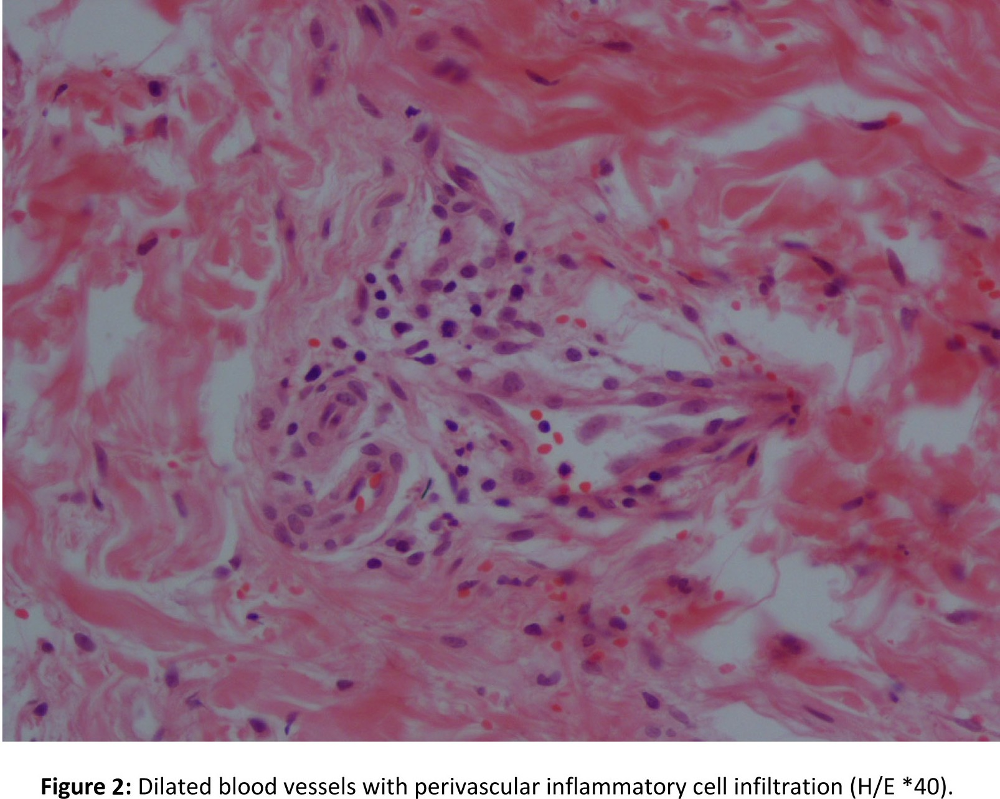 Figure 2: Dilated blood vessels with perivascular inflammatory cell infiltration (H/E *40).